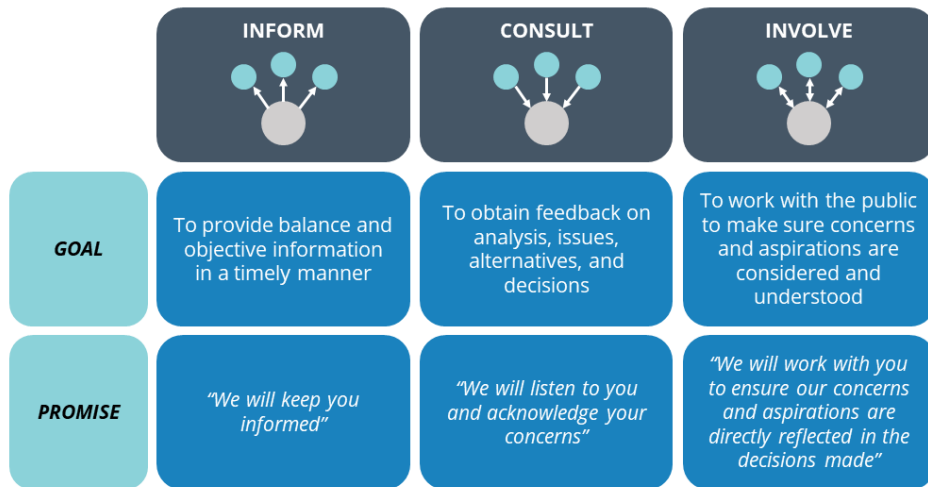 INFORM
CONSULT
INVOLVE
GOAL
To provide balance and
objective information
in a timely manner
To obtain feedback on
analysis, issues,
alternatives, and
decisions
To work with the public
to make sure concerns
and aspirations are
considered and
understood
PROMISE
“We will keep you
informed”
“We will listen to you
and acknowledge your
concerns”
“We will work with you
to ensure our concerns
and aspirations are
directly reflected in the
decisions made”